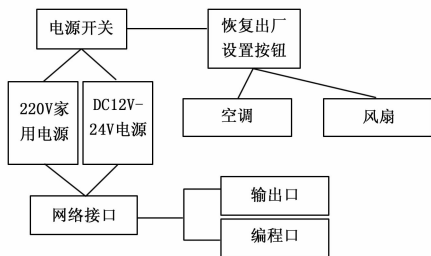 电源开关
恢复出厂
设置按钮
220V家
用电源
DC12V-
24V电源
空调
风扇
网络接口
输出口
编程口